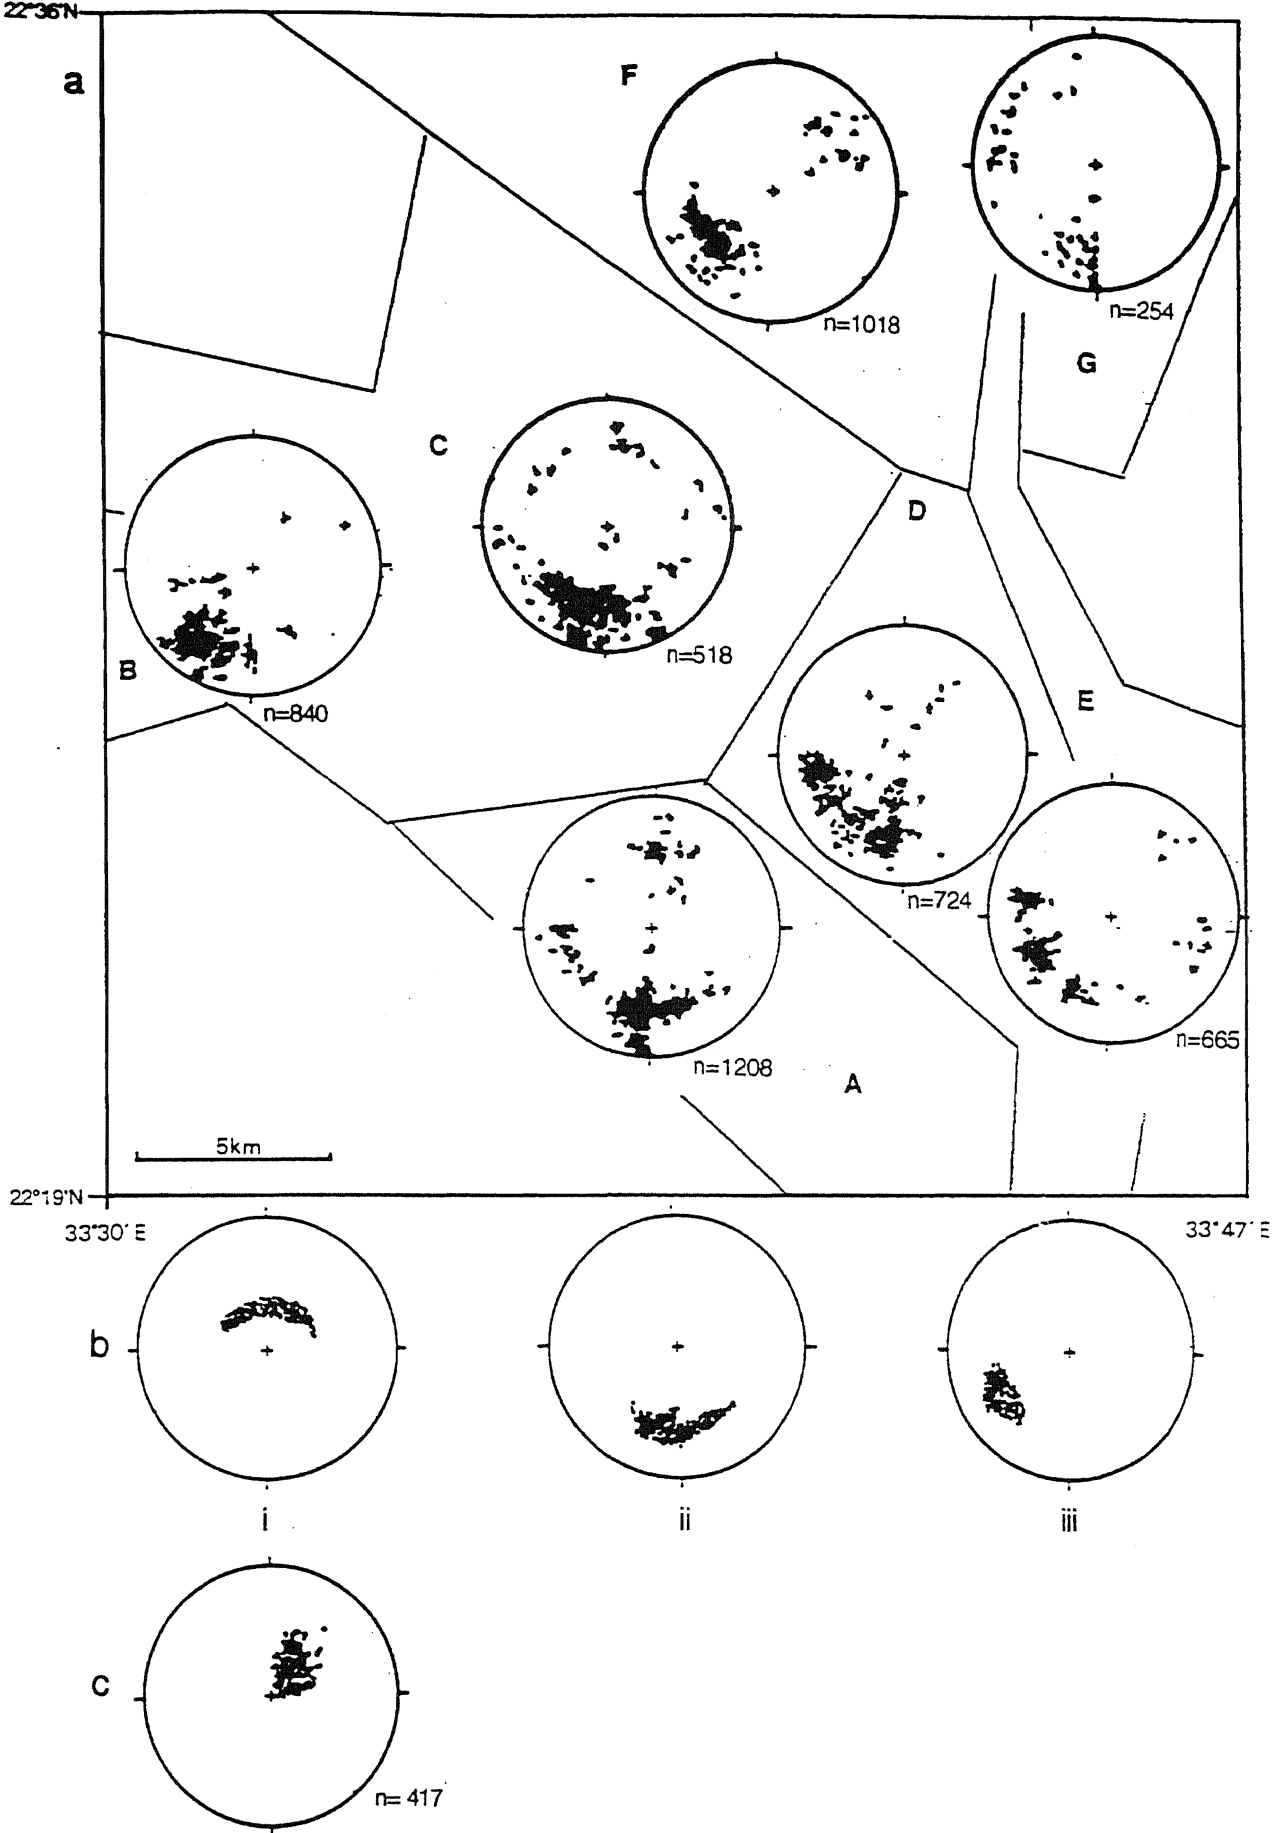 22°36'N
a
F
n=1018
n=254
G
C
n=518
D
B
n=840
E
n=724
n=665
n=1208
A
5km
22°19'N
33°30' E
33°47' E
b
i
ii
iii
c
n= 417